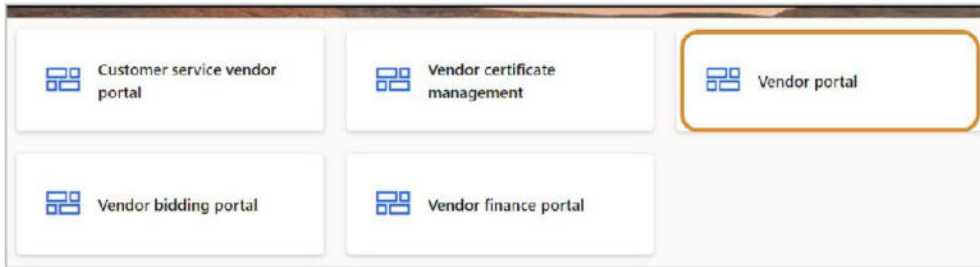 Customer service vendor
portal
Vendor certificate
management
Vendor portal
Vendor bidding portal
Vendor finance portal